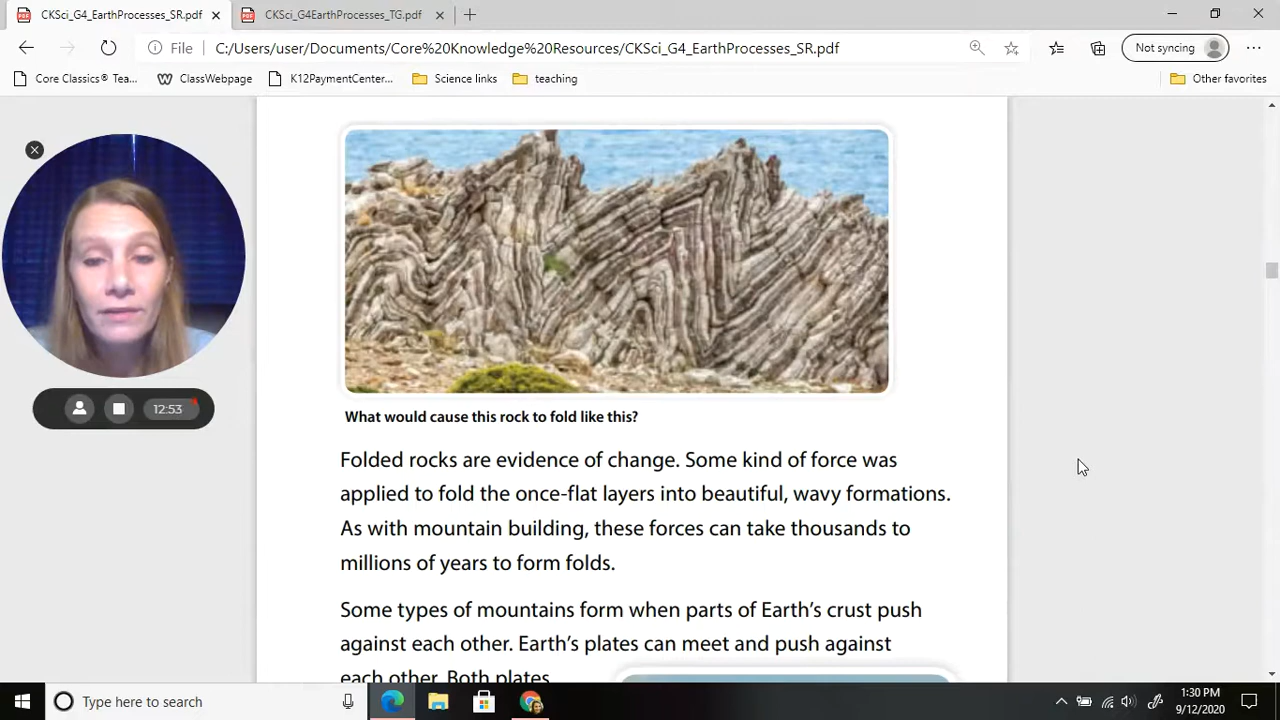 CKSci_G4_EarthProcesses_SR.pdf
CKSci_G4EarthProcesses_TG.pdf
File C:/Users/user/Documents/Core%20Knowledge%20Resources/CKSci_G4_EarthProcesses_SR.pdf
Not syncing
Core Classics® Tea...
ClassWebpage
K12PaymentCenter...
Science links
teaching
Other favorites
12:53
What would cause this rock to fold like this?
Folded rocks are evidence of change. Some kind of force was
applied to fold the once-flat layers into beautiful, wavy formations.
As with mountain building, these forces can take thousands to
millions of years to form folds.
Some types of mountains form when parts of Earth's crust push
against each other. Earth's plates can meet and push against
each other. Both plates
Type here to search
1:30 PM
9/12/2020